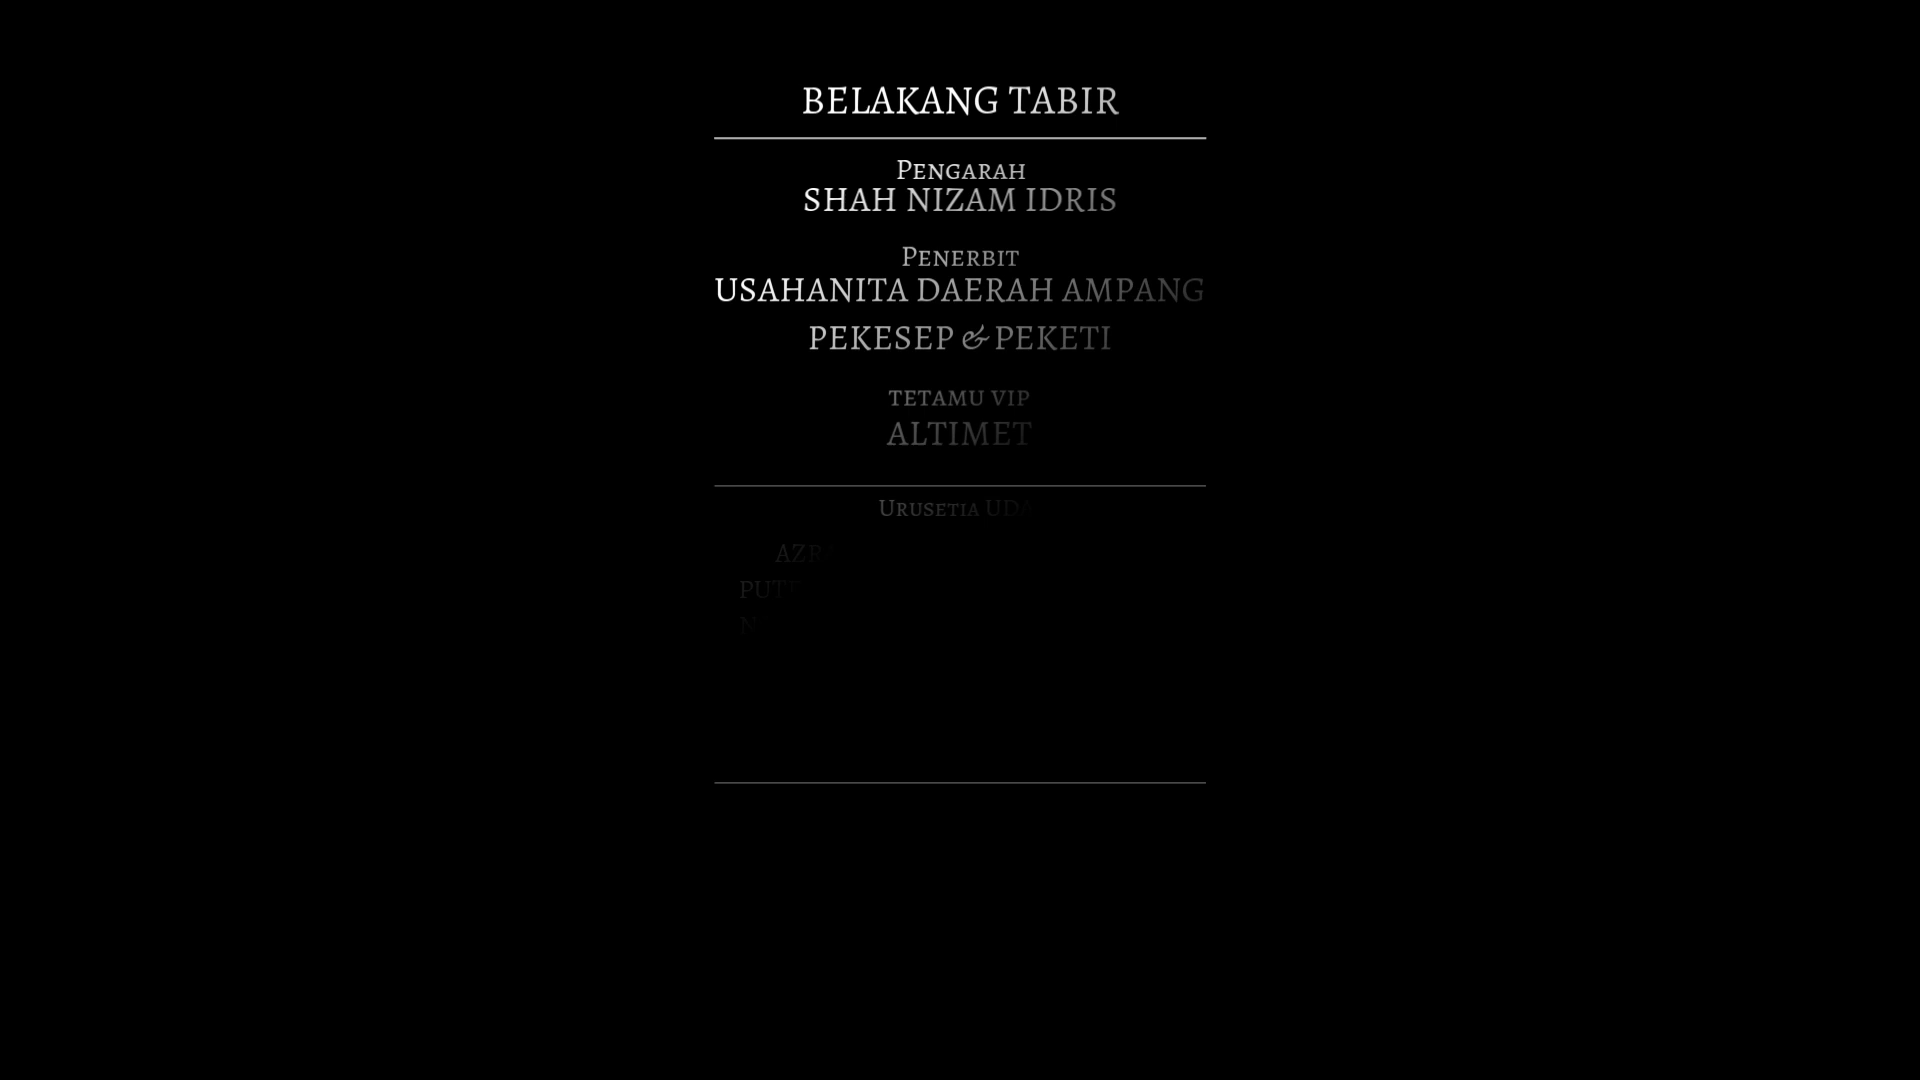 BELAKANG TABIR
Pengarah
SHAH NIZAM IDRIS
Penerbit
USAHANITA DAERAH AMPANG
PEKESEP & PEKETI
TETAMU VIP
ALTIMET
Urusetia